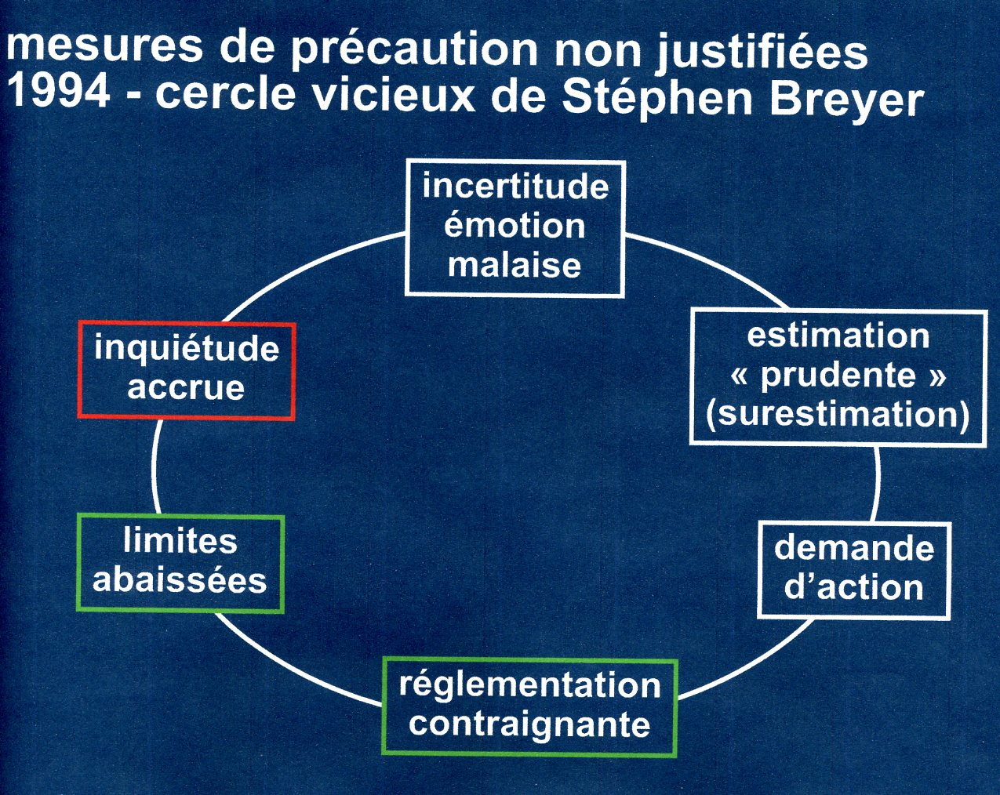 mesures de précaution non justifiées
1994 - cercle vicieux de Stéphen Breyer
incertitude
émotion
malaise
estimation
« prudente »
(surestimation)
demande
d’action
réglementation
contraignante
limites
abaissées
inquiétude
accrue